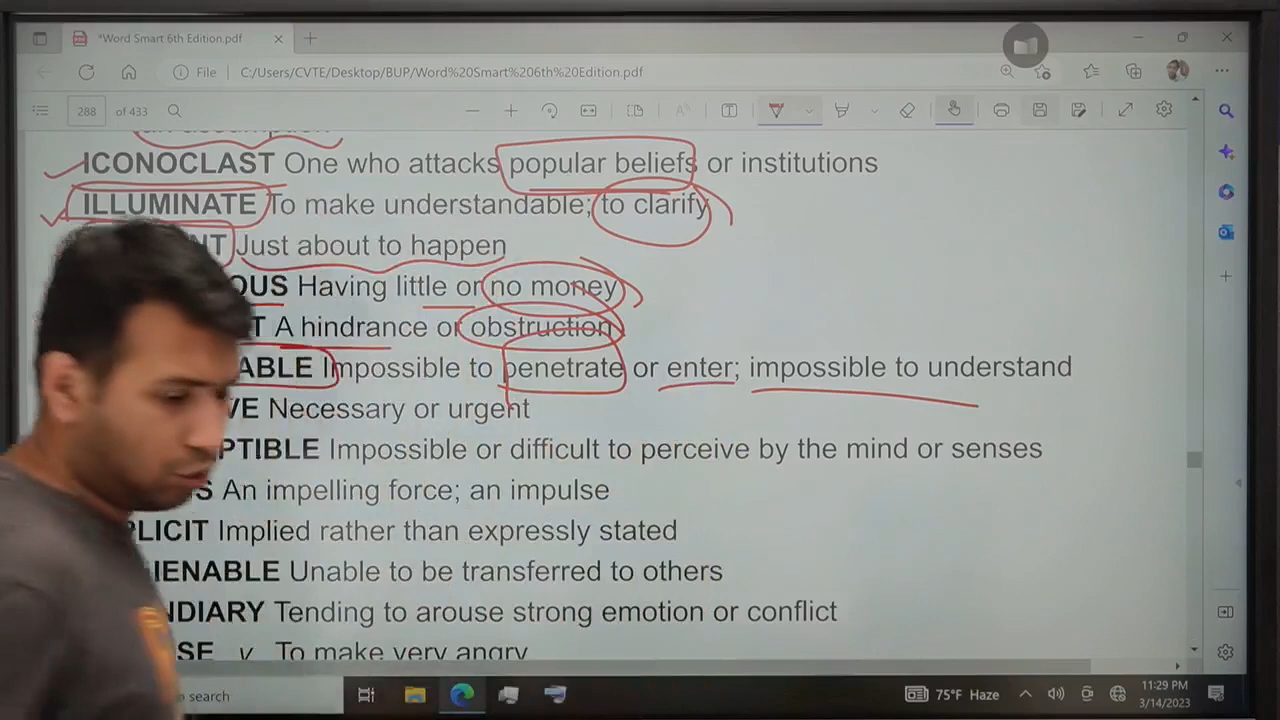 *Word Smart 6th Edition.pdf
File C:/Users/CVTE/Desktop/BUP/Word%20Smart%206th%20Edition.pdf
288 of 433
an assumption
ICONOCLAST One who attacks popular beliefs or institutions
ILLUMINATE To make understandable; to clarify
NT Just about to happen
OUS Having little or no money
T A hindrance or obstruction
ABLE Impossible to penetrate or enter; impossible to understand
VE Necessary or urgent
PTIBLE Impossible or difficult to perceive by the mind or senses
S An impelling force; an impulse
PLICIT Implied rather than expressly stated
IENABLE Unable to be transferred to others
NDIARY Tending to arouse strong emotion or conflict
SE v To make very angry
search
75°F Haze
11:29 PM
3/14/2023